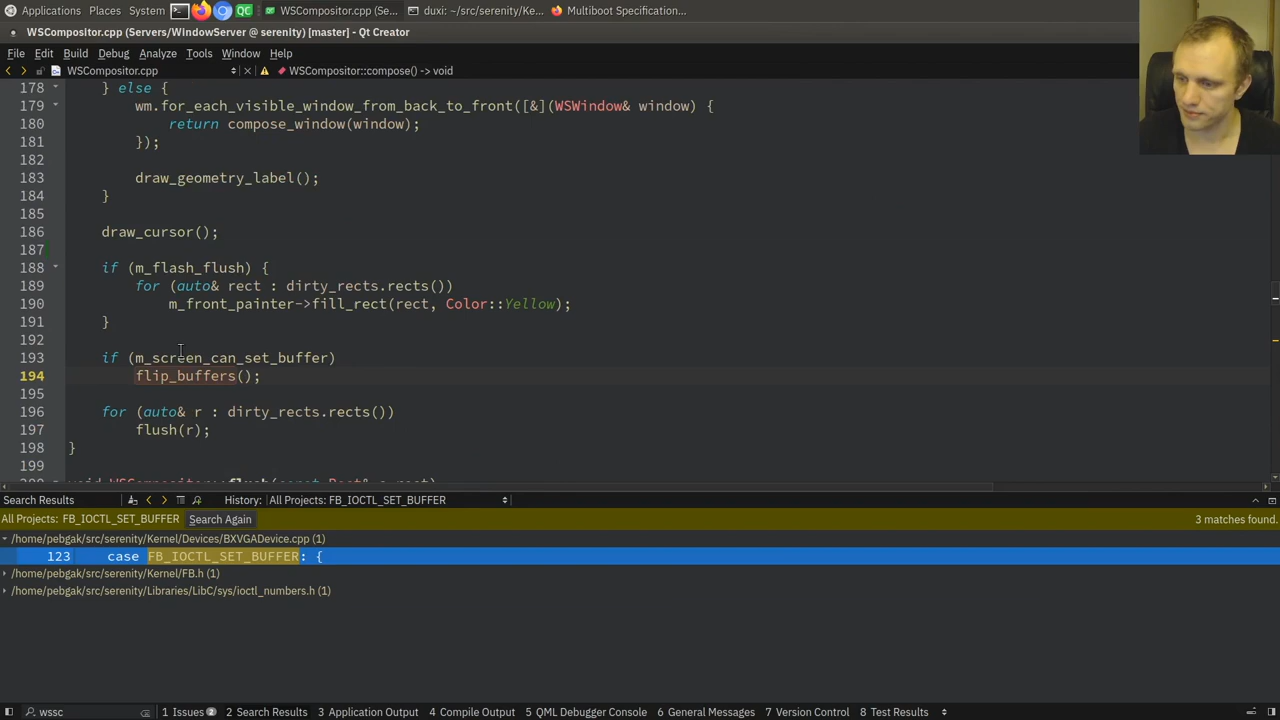 Applications Places System WSCompositor.cpp (Se... duxi: ~/src/serenity/Ke... Multiboot Specification...
WSCompositor.cpp (Servers/WindowServer @ serenity) [master] - Qt Creator
File Edit Build Debug Analyze Tools Window Help
WSCompositor.cpp WSCompositor::compose() -> void
178 } else {
179 wm.for_each_visible_window_from_back_to_front([&](WSWindow& window) {
180 return compose_window(window);
181 });
182
183 draw_geometry_label();
184 }
185
186 draw_cursor();
187
188 if (m_flash_flush) {
189 for (auto& rect : dirty_rects.rects())
190 m_front_painter->fill_rect(rect, Color::Yellow);
191 }
192
193 if (m_screen_can_set_buffer)
194 flip_buffers();
195
196 for (auto& r : dirty_rects.rects())
197 flush(r);
198 }
199
Search Results History: All Projects: FB_IOCTL_SET_BUFFER
All Projects: FB_IOCTL_SET_BUFFER Search Again 3 matches found.
/home/pebgak/src/serenity/Kernel/Devices/BXVGADevice.cpp (1)
123 case FB_IOCTL_SET_BUFFER: {
/home/pebgak/src/serenity/Kernel/FB.h (1)
/home/pebgak/src/serenity/Libraries/LibC/sys/ioctl_numbers.h (1)
wssc 1 Issues 2 2 Search Results 3 Application Output 4 Compile Output 5 QML Debugger Console 6 General Messages 7 Version Control 8 Test Results